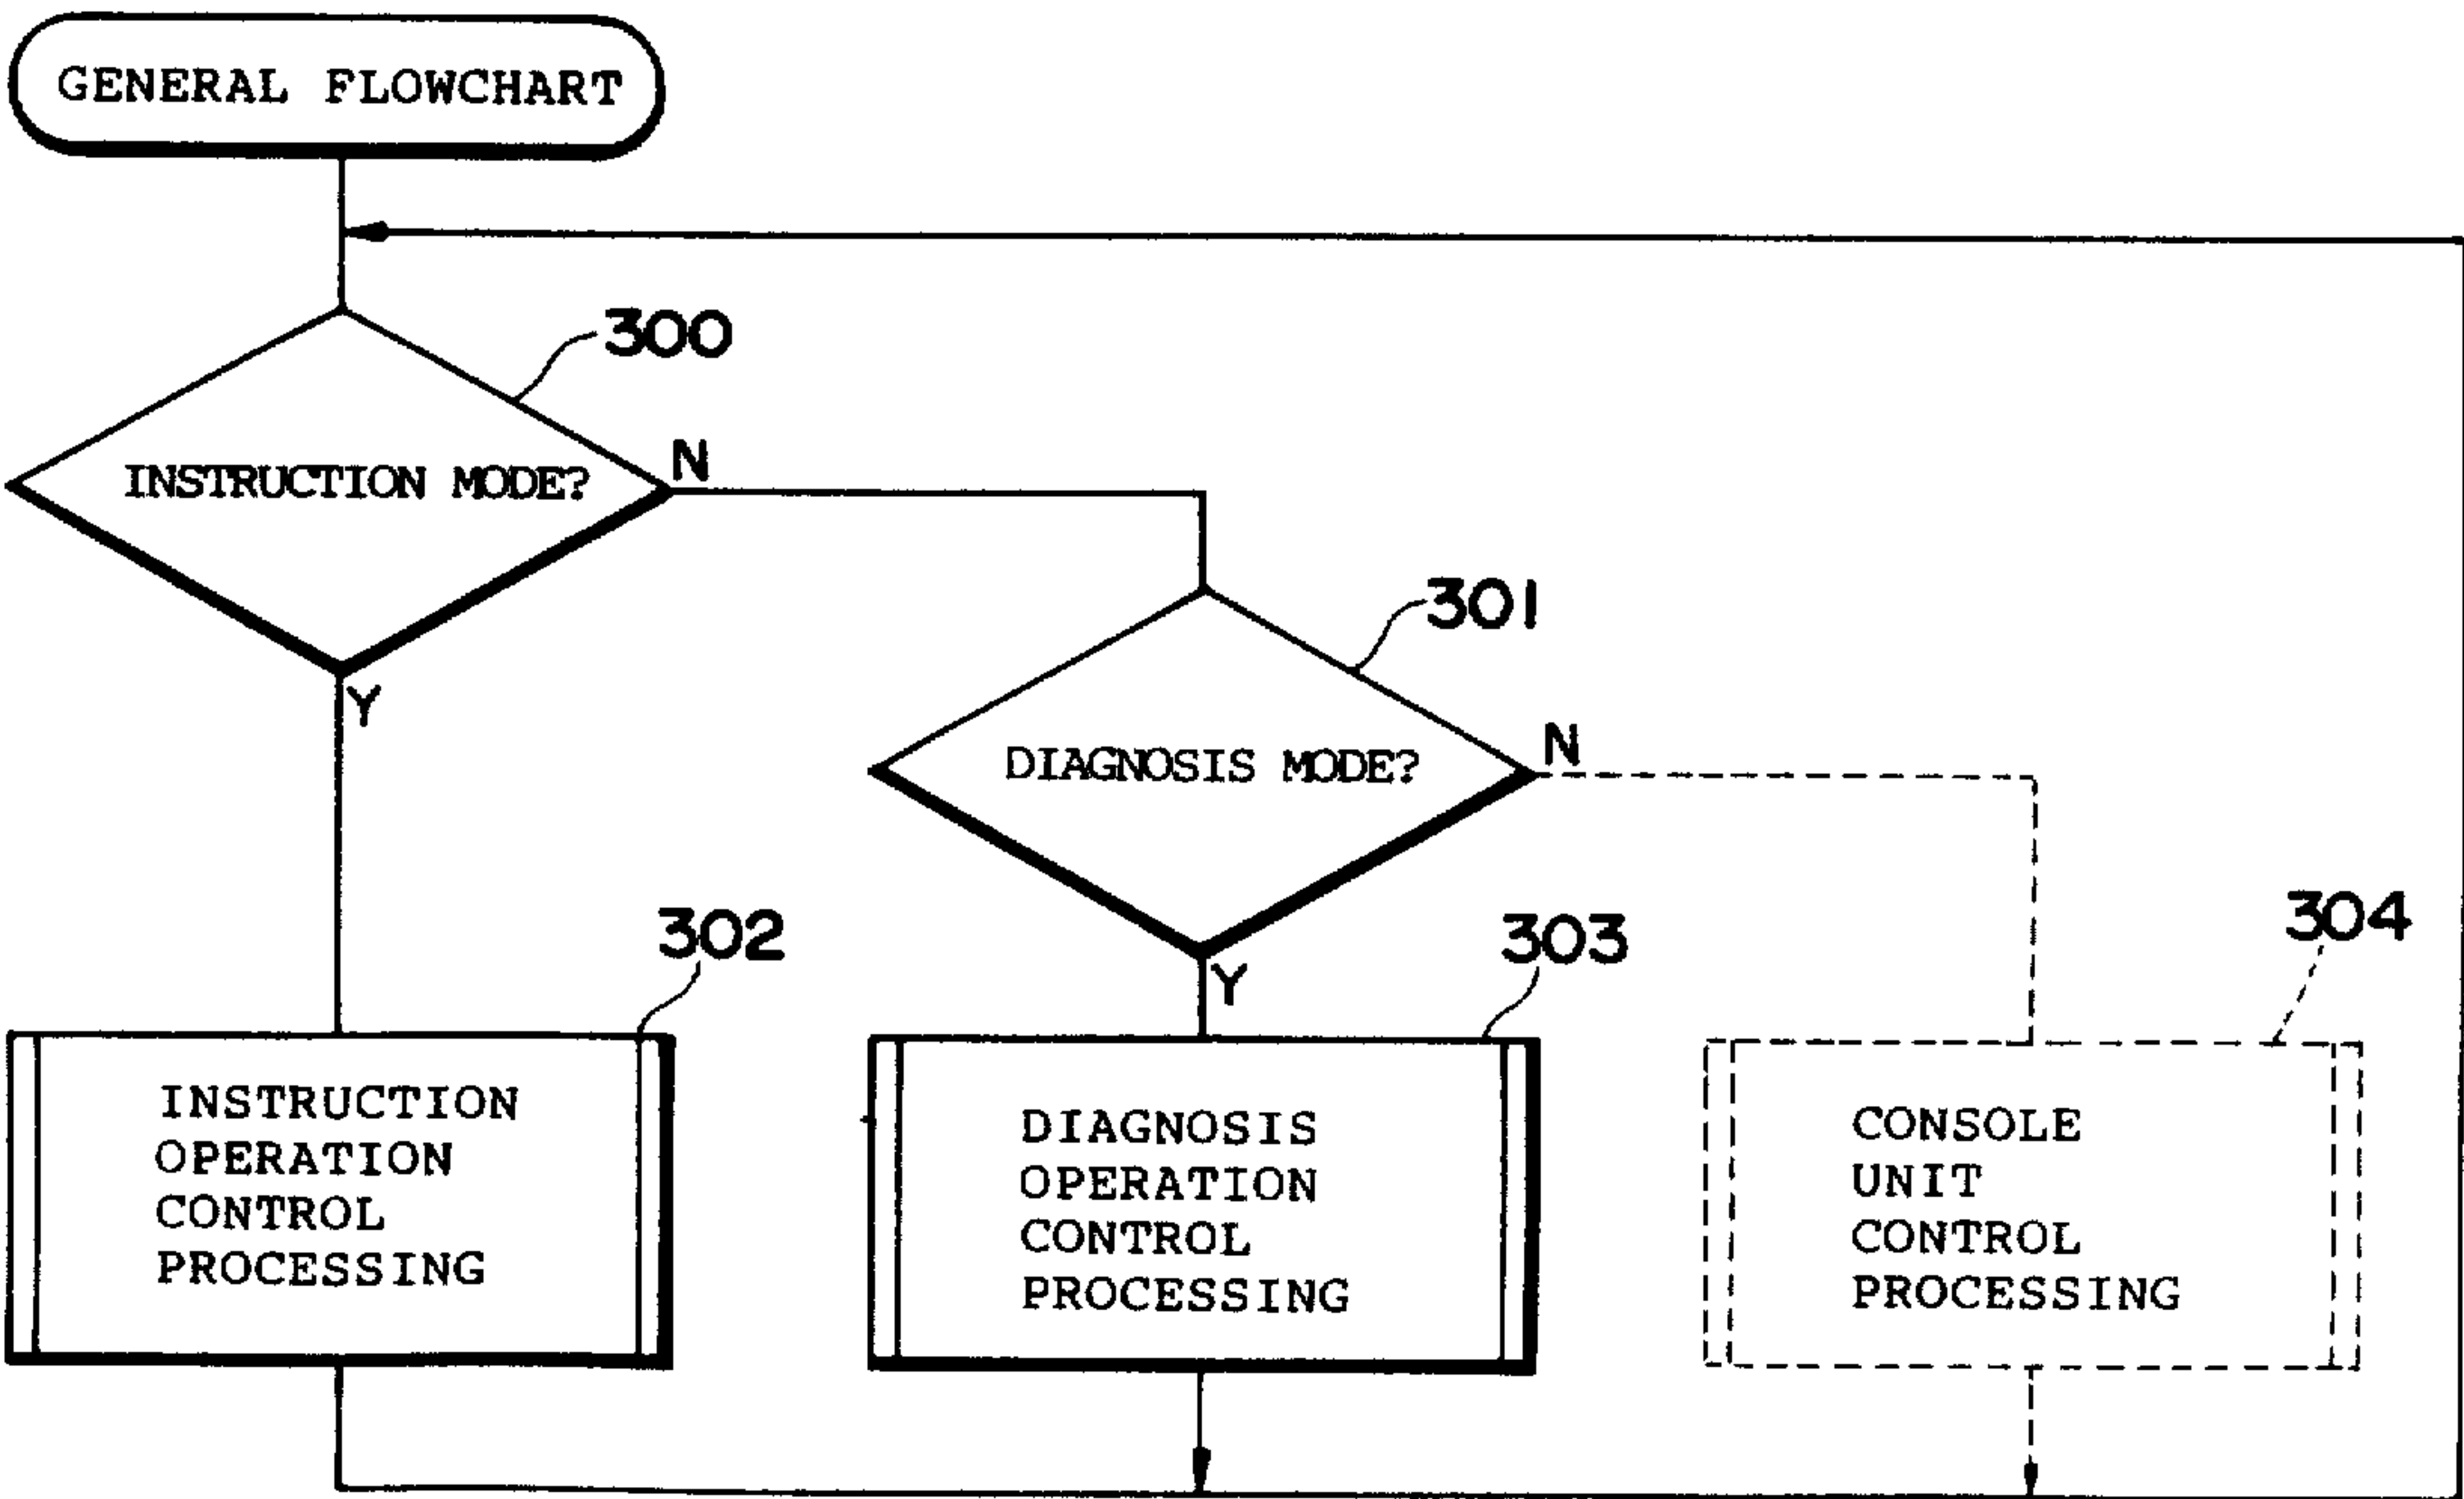 GENERAL FLOWCHART
300
INSTRUCTION MODE?
N
Y
301
DIAGNOSIS MODE?
N
Y
302
INSTRUCTION
OPERATION
CONTROL
PROCESSING
303
DIAGNOSIS
OPERATION
CONTROL
PROCESSING
304
CONSOLE
UNIT
CONTROL
PROCESSING